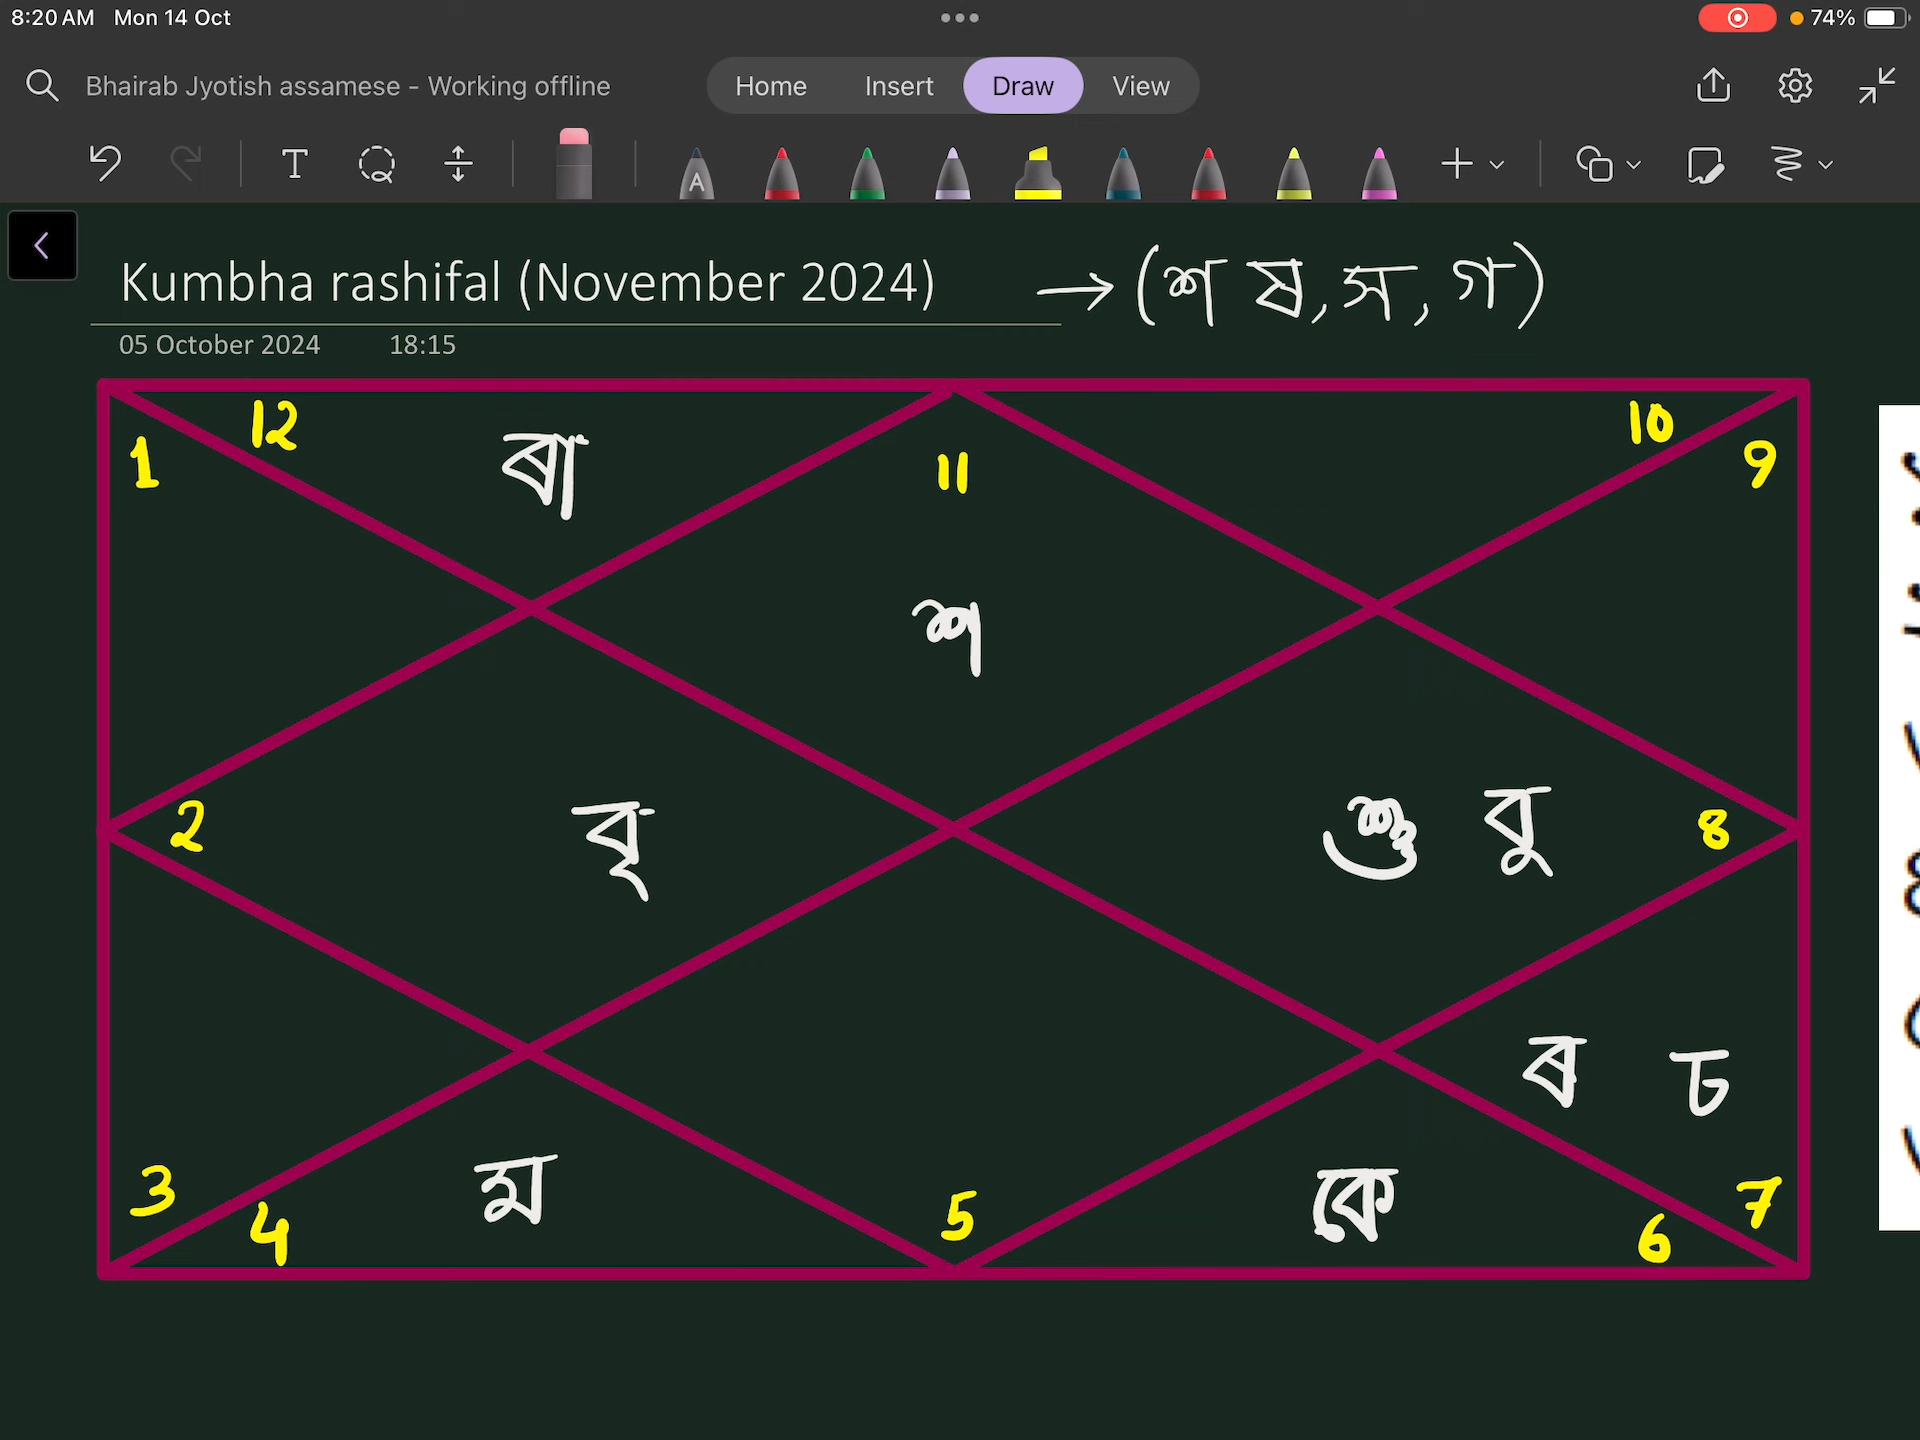 8:20 AM Mon 14 Oct
74%
Bhairab Jyotish assamese - Working offline
Home Insert Draw View
T
A
Kumbha rashifal (November 2024) → (শ ষ, স, গ)
05 October 2024 18:15
12 ৰা 11 10
1 9
শ
2 বৃ শু বু 8
ৰ চ
3 4 ম 5 কে 6 7